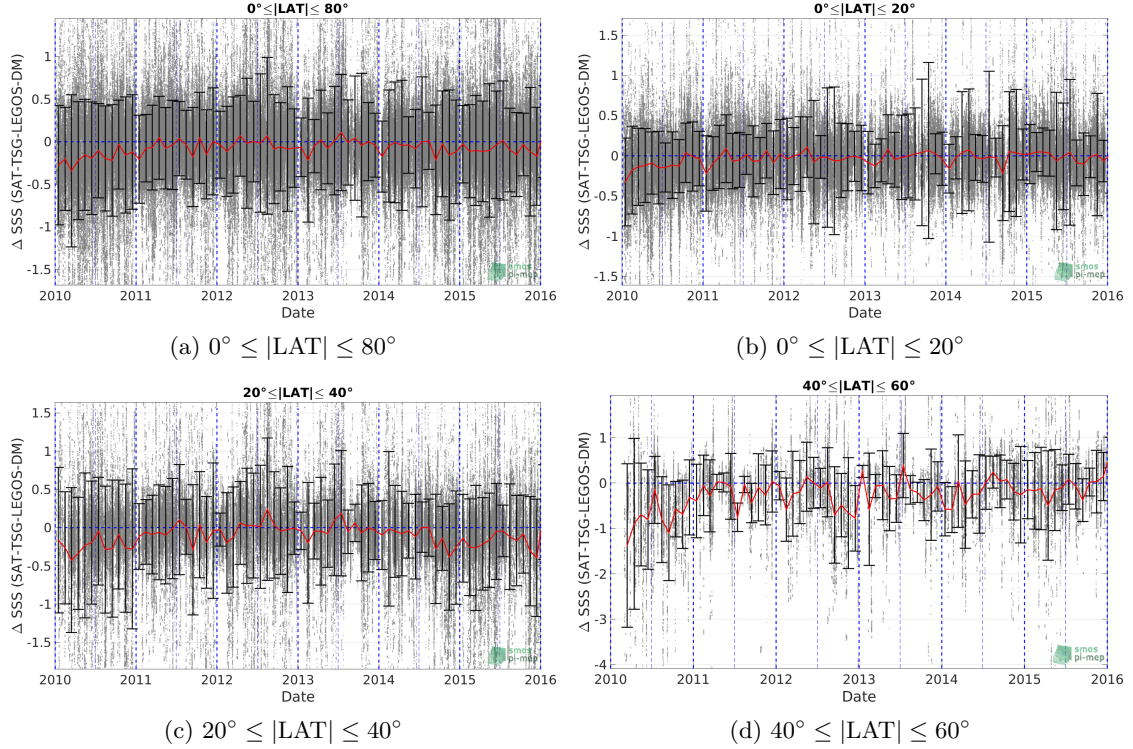 0°≤|LAT|≤ 80°
Δ SSS (SAT-TSG-LEGOS-DM)
1
0.5
0
-0.5
-1
-1.5
2010 2011 2012 2013 2014 2015 2016
Date
smos
pi-mep
(a) 0° ≤ |LAT| ≤ 80°
0°≤|LAT|≤ 20°
Δ SSS (SAT-TSG-LEGOS-DM)
1.5
1
0.5
0
-0.5
-1
-1.5
2010 2011 2012 2013 2014 2015 2016
Date
smos
pi-mep
(b) 0° ≤ |LAT| ≤ 20°
20°≤|LAT|≤ 40°
Δ SSS (SAT-TSG-LEGOS-DM)
1.5
1
0.5
0
-0.5
-1
-1.5
2010 2011 2012 2013 2014 2015 2016
Date
smos
pi-mep
(c) 20° ≤ |LAT| ≤ 40°
40°≤|LAT|≤ 60°
Δ SSS (SAT-TSG-LEGOS-DM)
1
0
-1
-2
-3
-4
2010 2011 2012 2013 2014 2015 2016
Date
smos
pi-mep
(d) 40° ≤ |LAT| ≤ 60°